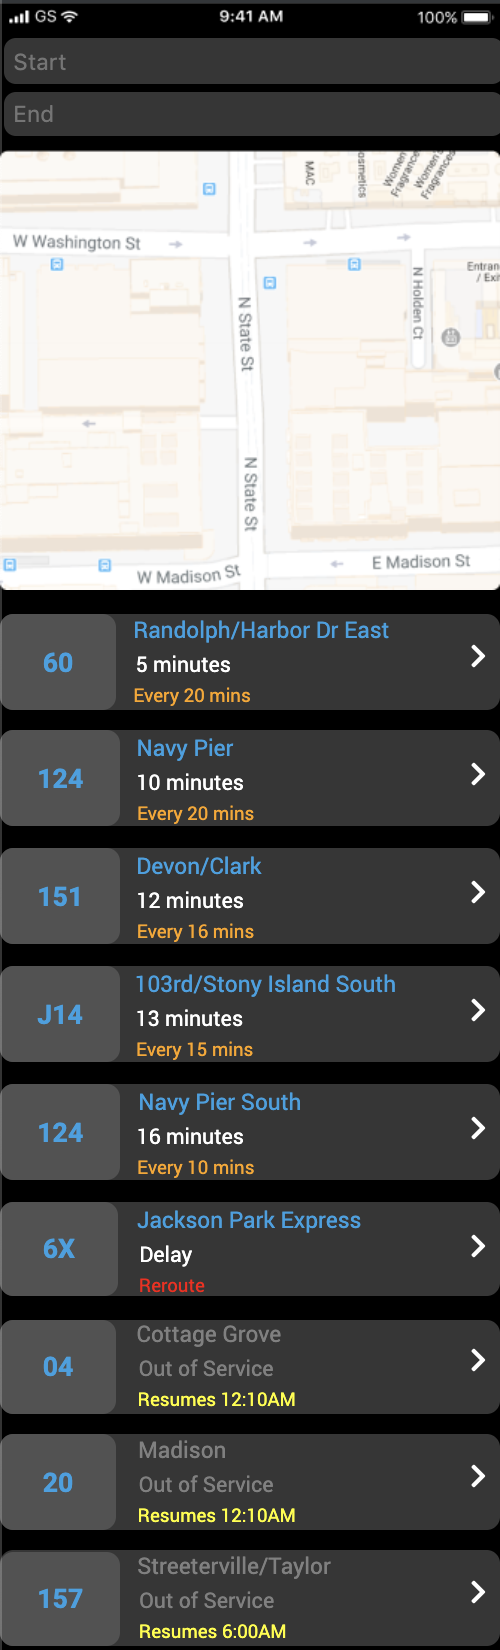 GS 9:41 AM 100%
Start
End
MAC
osmetics
Women's
Fragrance
Women's
Fragrances
W Washington St
Entran
/ Exi
N Holden Ct
N State St
N State St
E Madison St
W Madison St
60
Randolph/Harbor Dr East
5 minutes
Every 20 mins
124
Navy Pier
10 minutes
Every 20 mins
151
Devon/Clark
12 minutes
Every 16 mins
J14
103rd/Stony Island South
13 minutes
Every 15 mins
124
Navy Pier South
16 minutes
Every 10 mins
6X
Jackson Park Express
Delay
Reroute
04
Cottage Grove
Out of Service
Resumes 12:10AM
20
Madison
Out of Service
Resumes 12:10AM
157
Streeterville/Taylor
Out of Service
Resumes 6:00AM